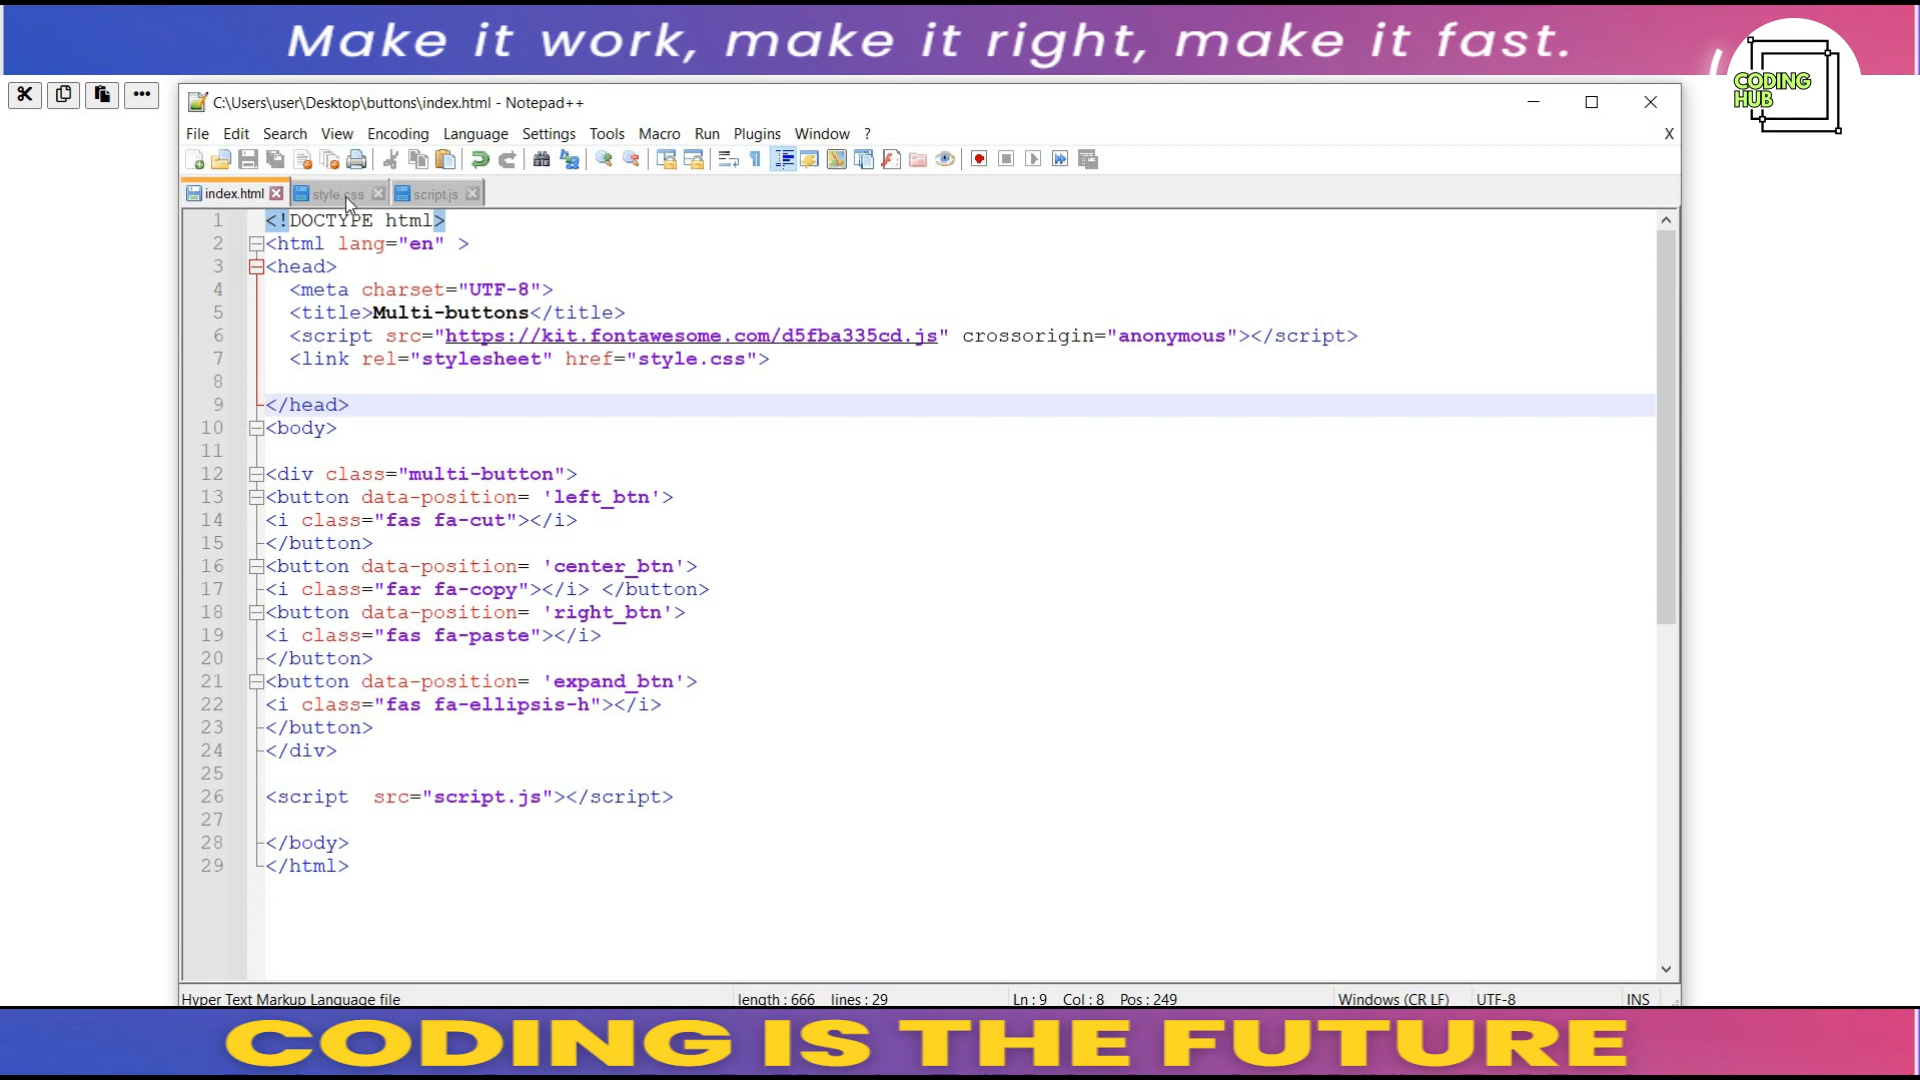 Make it work, make it right, make it fast.
CODING
HUB
C:\Users\user\Desktop\buttons\index.html - Notepad++
File Edit Search View Encoding Language Settings Tools Macro Run Plugins Window ? X
index.html style.css script.js
1 <!DOCTYPE html>
2 <html lang="en" >
3 <head>
4 <meta charset="UTF-8">
5 <title>Multi-buttons</title>
6 <script src="https://kit.fontawesome.com/d5fba335cd.js" crossorigin="anonymous"></script>
7 <link rel="stylesheet" href="style.css">
8
9 </head>
10 <body>
11
12 <div class="multi-button">
13 <button data-position= 'left_btn'>
14 <i class="fas fa-cut"></i>
15 </button>
16 <button data-position= 'center_btn'>
17 <i class="far fa-copy"></i> </button>
18 <button data-position= 'right_btn'>
19 <i class="fas fa-paste"></i>
20 </button>
21 <button data-position= 'expand_btn'>
22 <i class="fas fa-ellipsis-h"></i>
23 </button>
24 </div>
25
26 <script  src="script.js"></script>
27
28 </body>
29 </html>
Hyper Text Markup Language file length : 666 lines : 29 Ln : 9 Col : 8 Pos : 249 Windows (CR LF) UTF-8 INS
CODING IS THE FUTURE